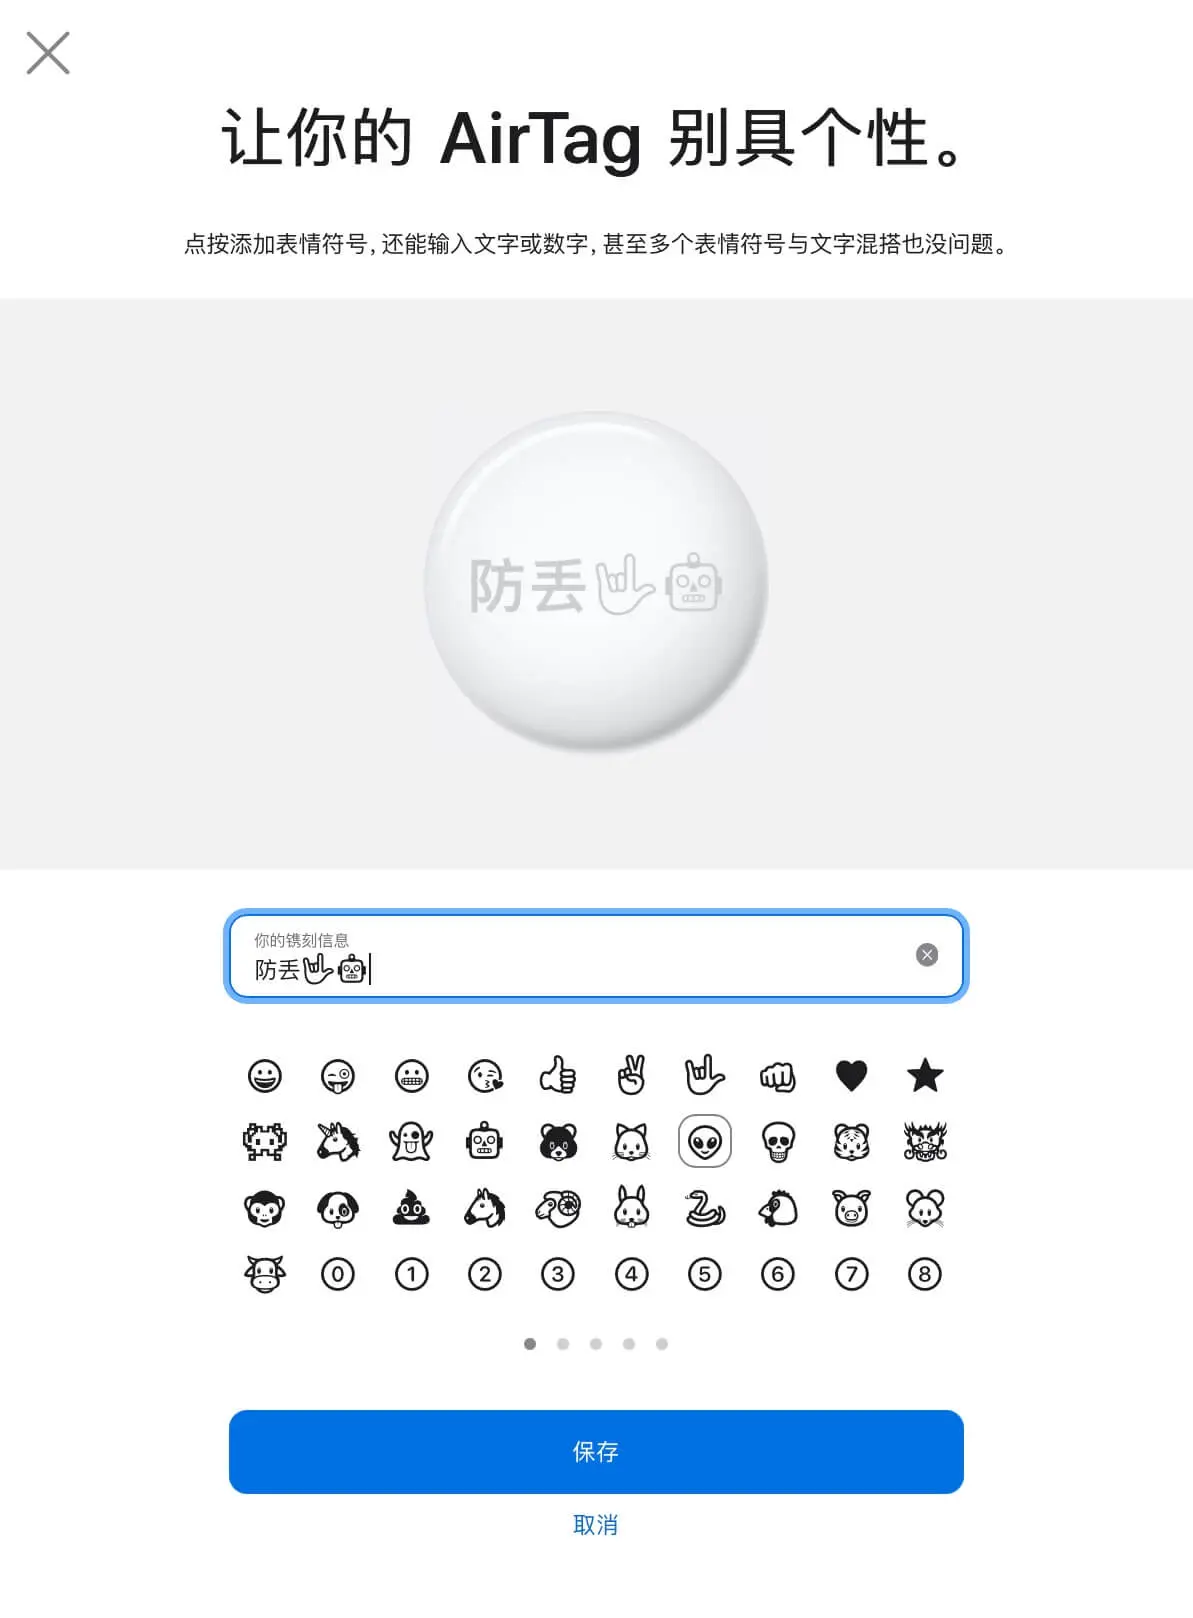 让你的 AirTag 别具个性。
点按添加表情符号，还能输入文字或数字，甚至多个表情符号与文字混搭也没问题。
防丢🤟🤖
你的镌刻信息
防丢🤟🤖
⓪ ① ② ③ ④ ⑤ ⑥ ⑦ ⑧
保存
取消